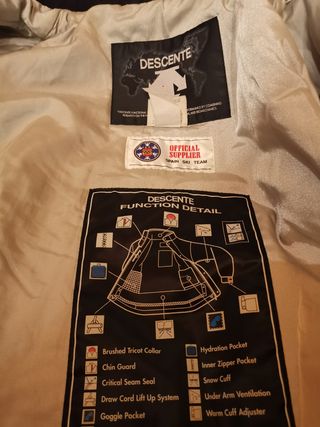 DESCENTE
OFFICIAL
SUPPLIER
SPAIN SKI TEAM
DESCENTE
FUNCTION DETAIL
Brushed Tricot Collar
Chin Guard
Critical Seam Seal
Draw Cord Lift Up System
Goggle Pocket
Hydration Pocket
Inner Zipper Pocket
Snow Cuff
Under Arm Ventilation
Warm Cuff Adjuster